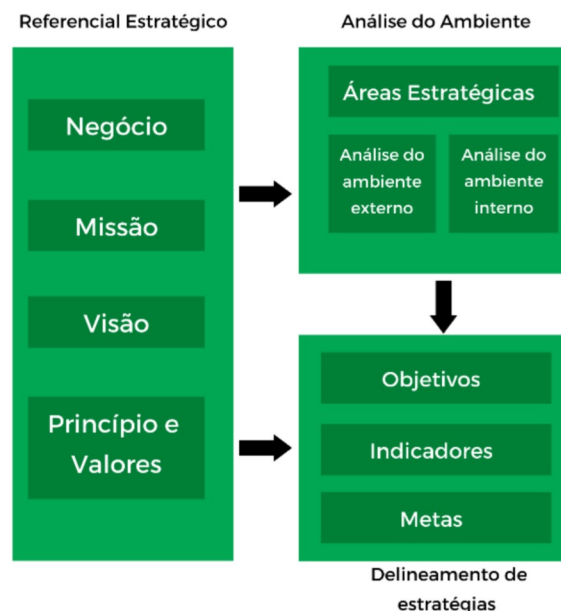 Referencial Estratégico
Negócio
Missão
Visão
Princípio e
Valores
Análise do Ambiente
Áreas Estratégicas
Análise do
ambiente
externo
Análise do
ambiente
interno
Objetivos
Indicadores
Metas
Delineamento de
estratégias